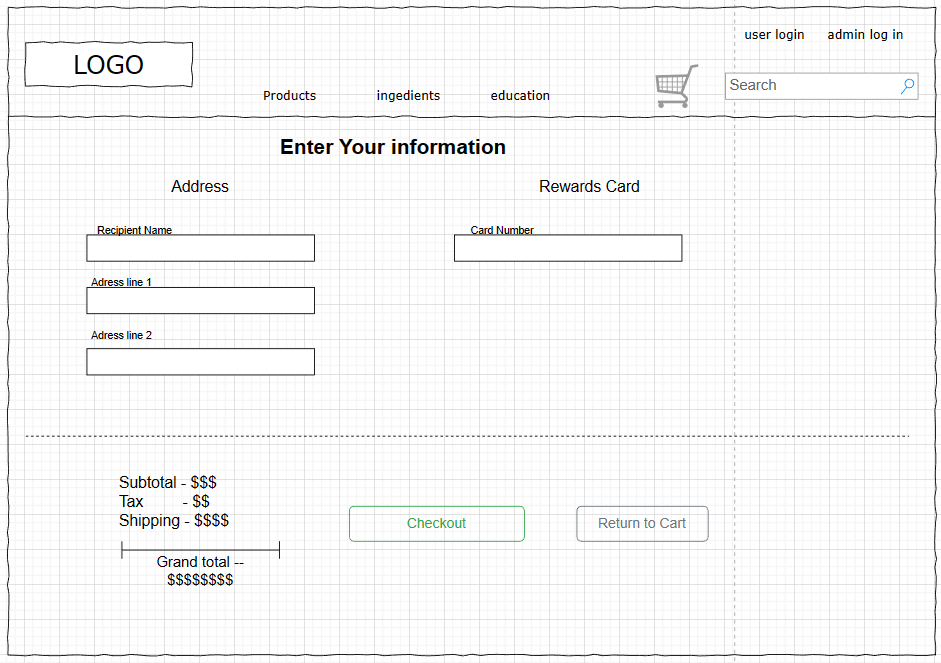 user login admin log in
LOGO
Search
Products ingedients education
Enter Your information
Address Rewards Card
Recipient Name Card Number
Adress line 1
Adress line 2
Subtotal - $$$
Tax - $$
Shipping - $$$$
Checkout Return to Cart
Grand total --
$$$$$$$$